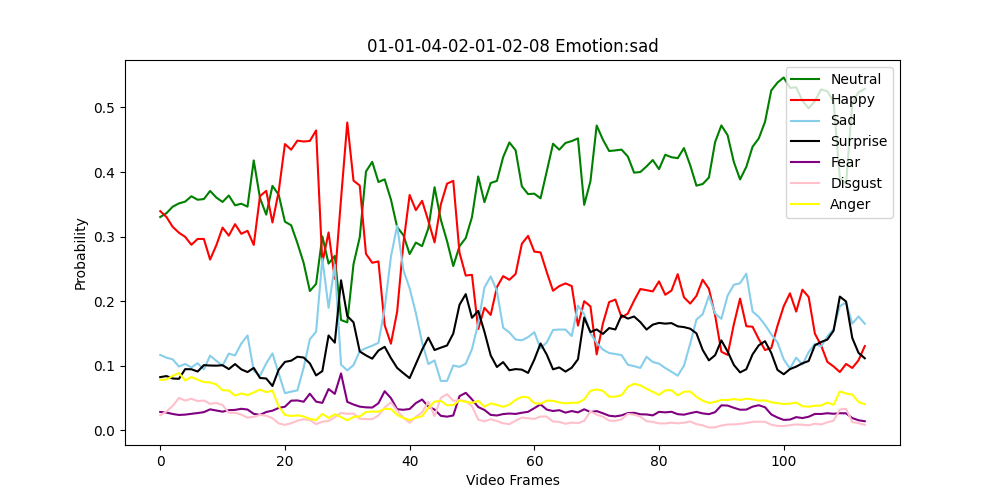 01-01-04-02-01-02-08 Emotion:sad
Neutral
Happy
Sad
Surprise
Fear
Disgust
Anger
Probability
0.5
0.4
0.3
0.2
0.1
0.0
0 20 40 60 80 100
Video Frames